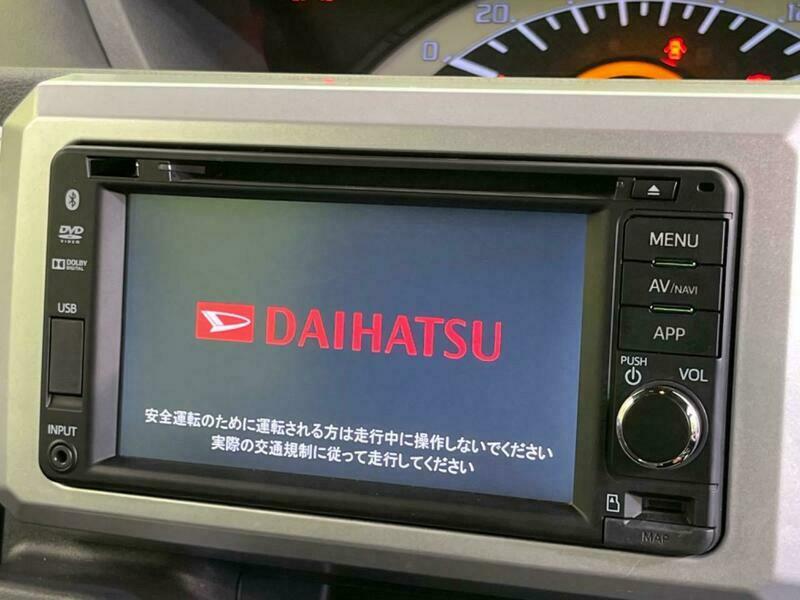 0 20
DVD
VIDEO
DOLBY
DIGITAL
USB
INPUT
DAIHATSU
安全運転のために運転される方は走行中に操作しないでください
実際の交通規制に従って走行してください
MENU
AV/NAVI
APP
PUSH
VOL
MAP